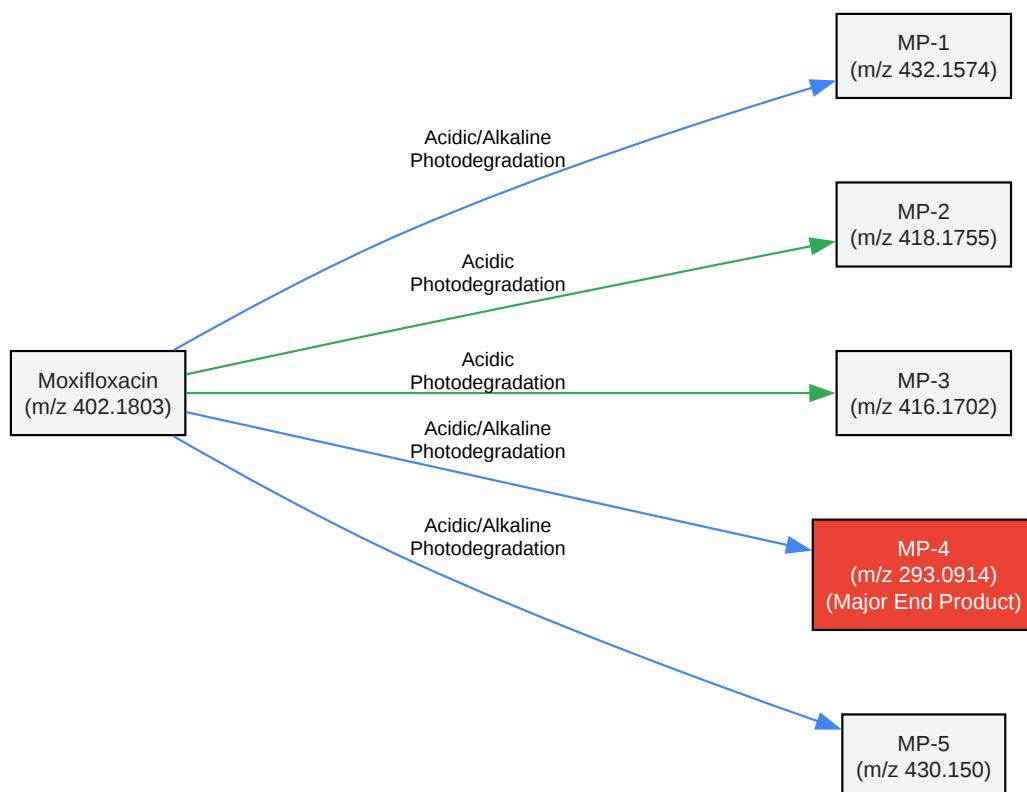 MP-1
(m/z 432.1574)
Acidic/Alkaline
Photodegradation
MP-2
(m/z 418.1755)
Acidic
Photodegradation
Moxifloxacin
(m/z 402.1803)
Acidic
Photodegradation
MP-3
(m/z 416.1702)
Acidic/Alkaline
Photodegradation
MP-4
(m/z 293.0914)
(Major End Product)
Acidic/Alkaline
Photodegradation
MP-5
(m/z 430.150)